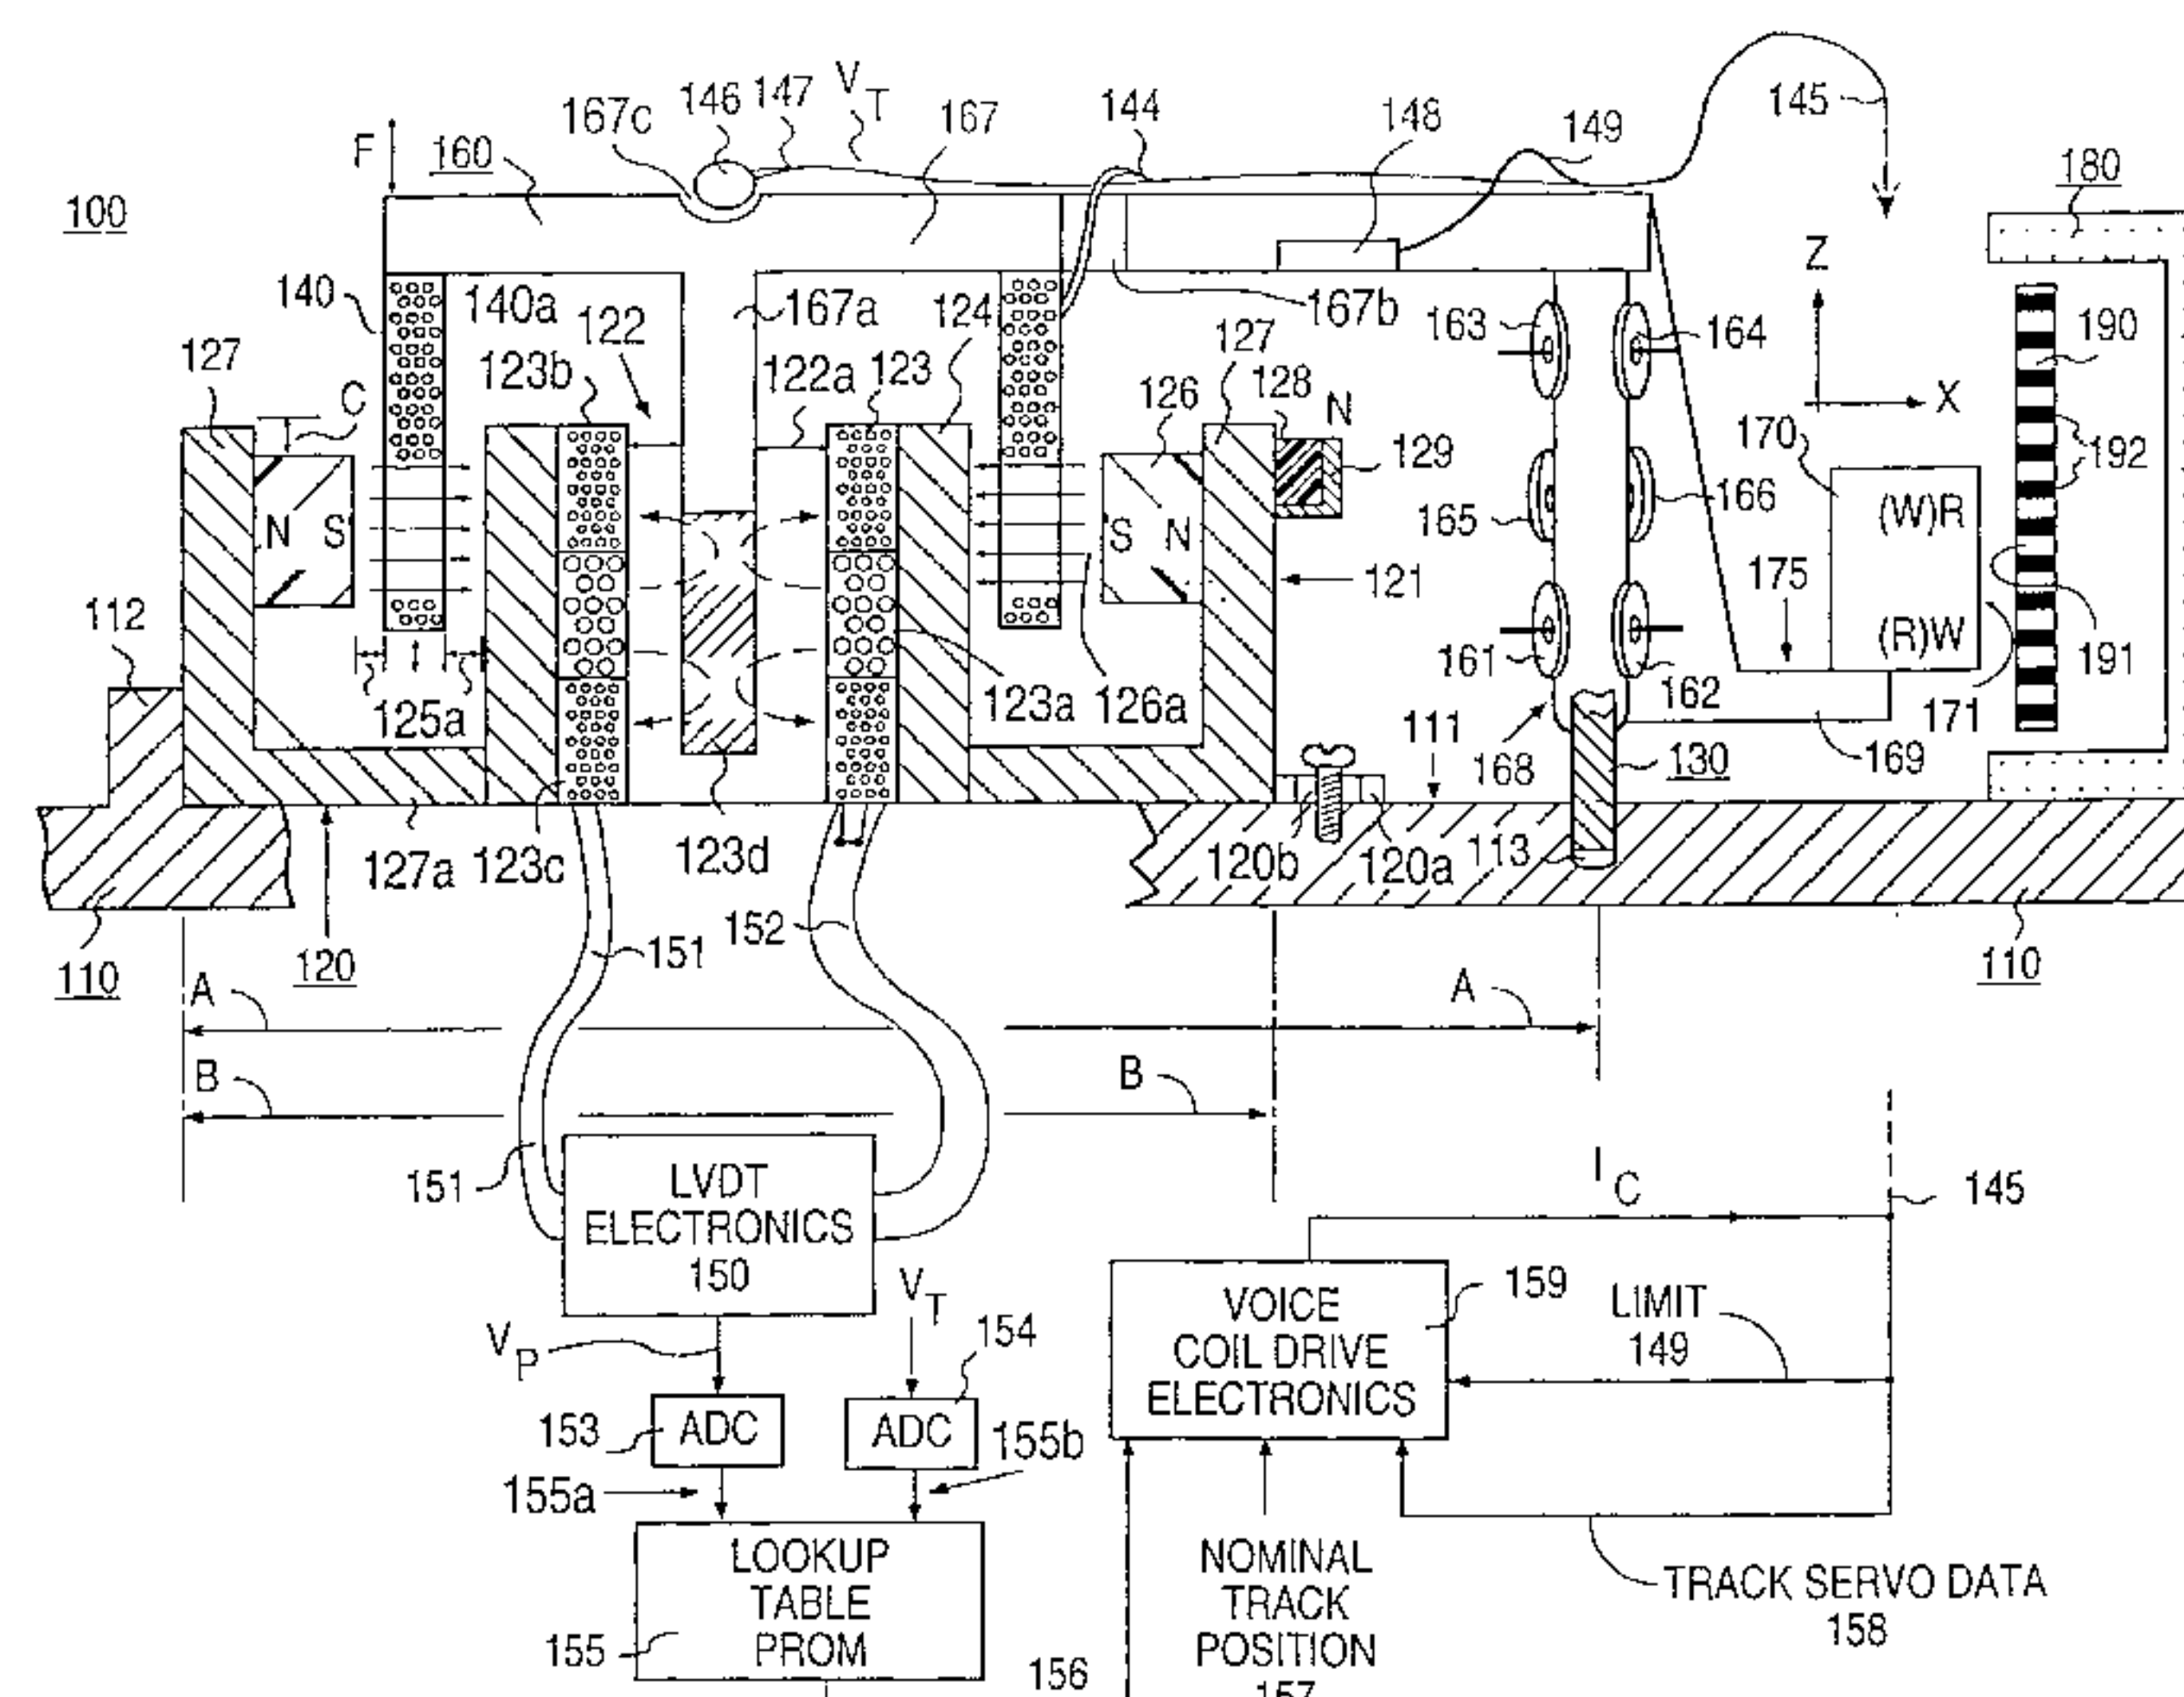 V T
146 147
167c
167
144
148
149
145
F
160
180
100
Z
140
140a
122
167a
124
167b
163
164
190
127
123b
122a
123
127
128
N
126
X
C
129
170
192
165
166
N S
S N
(W)R
121
175
112
161
162
(R)W
191
125a
123a
126a
171
111
168
130
169
127a
123c
123d
120b
120a
113
152
151
110
120
110
A
A
B
B
151
LVDT
ELECTRONICS
150
I C
145
V T
159
V P
154
VOICE
COIL DRIVE
ELECTRONICS
LIMIT
149
153
ADC
ADC
155b
155a
LOOKUP
TABLE
PROM
155
NOMINAL
TRACK
POSITION
157
TRACK SERVO DATA
158
156